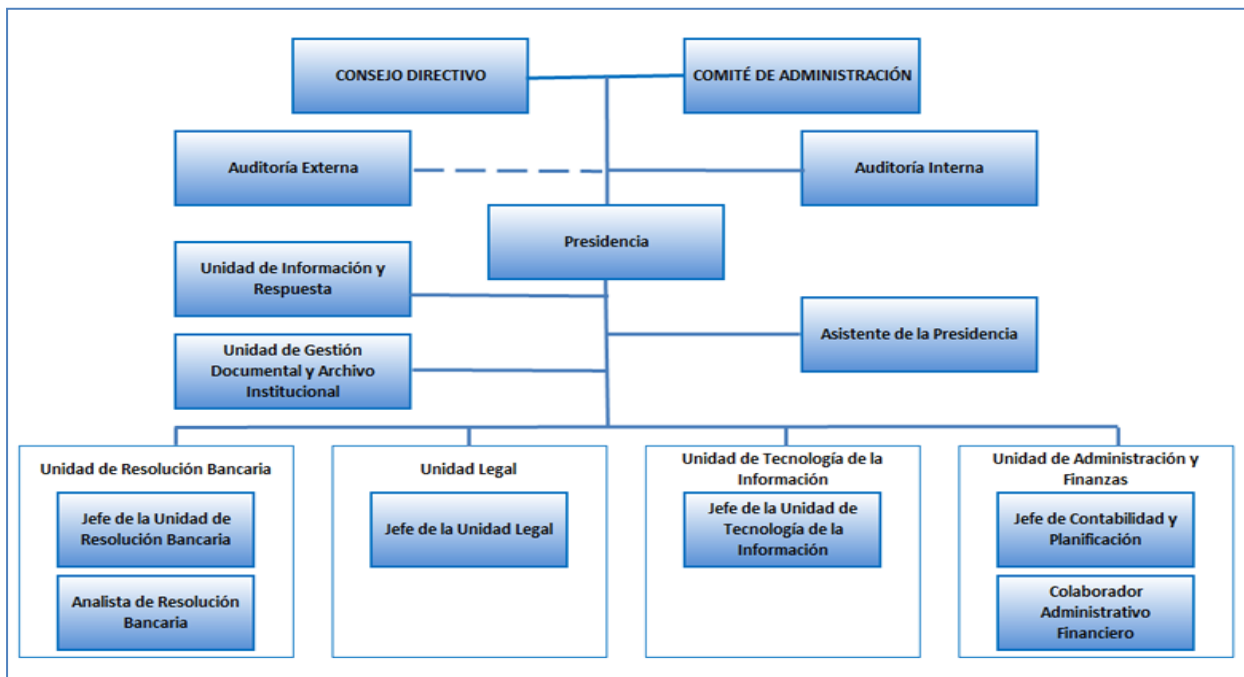 CONSEJO DIRECTIVO
COMITÉ DE ADMINISTRACIÓN
Auditoría Externa
Auditoría Interna
Presidencia
Unidad de Información y
Respuesta
Asistente de la Presidencia
Unidad de Gestión
Documental y Archivo
Institucional
Unidad de Resolución Bancaria
Jefe de la Unidad de
Resolución Bancaria
Analista de Resolución
Bancaria
Unidad Legal
Jefe de la Unidad Legal
Unidad de Tecnología de la
Información
Jefe de la Unidad de
Tecnología de la
Información
Unidad de Administración y
Finanzas
Jefe de Contabilidad y
Planificación
Colaborador
Administrativo
Financiero